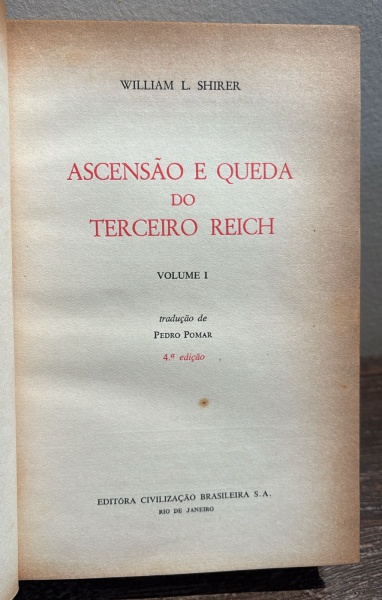 WILLIAM L. SHIRER
ASCENSÃO E QUEDA
DO
TERCEIRO REICH
VOLUME I
tradução de
PEDRO POMAR
4.ª edição
EDITÔRA CIVILIZAÇÃO BRASILEIRA S.A.
RIO DE JANEIRO